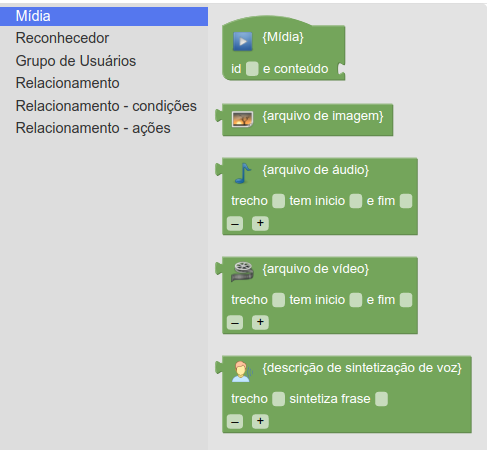 Mídia
Reconhecedor
Grupo de Usuários
Relacionamento
Relacionamento - condições
Relacionamento - ações
{Mídia}
id e conteúdo
{arquivo de imagem}
{arquivo de áudio}
trecho tem inicio e fim
– +
{arquivo de vídeo}
trecho tem inicio e fim
– +
{descrição de sintetização de voz}
trecho sintetiza frase
– +